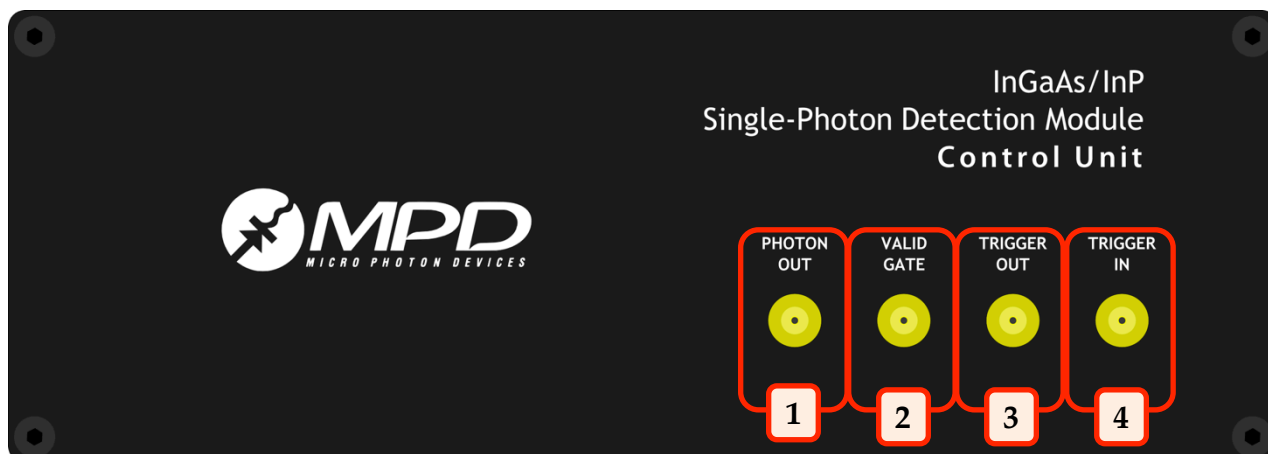 InGaAs/InP
Single-Photon Detection Module
Control Unit
MPD
MICRO PHOTON DEVICES
PHOTON
OUT
VALID
GATE
TRIGGER
OUT
TRIGGER
IN
1
2
3
4